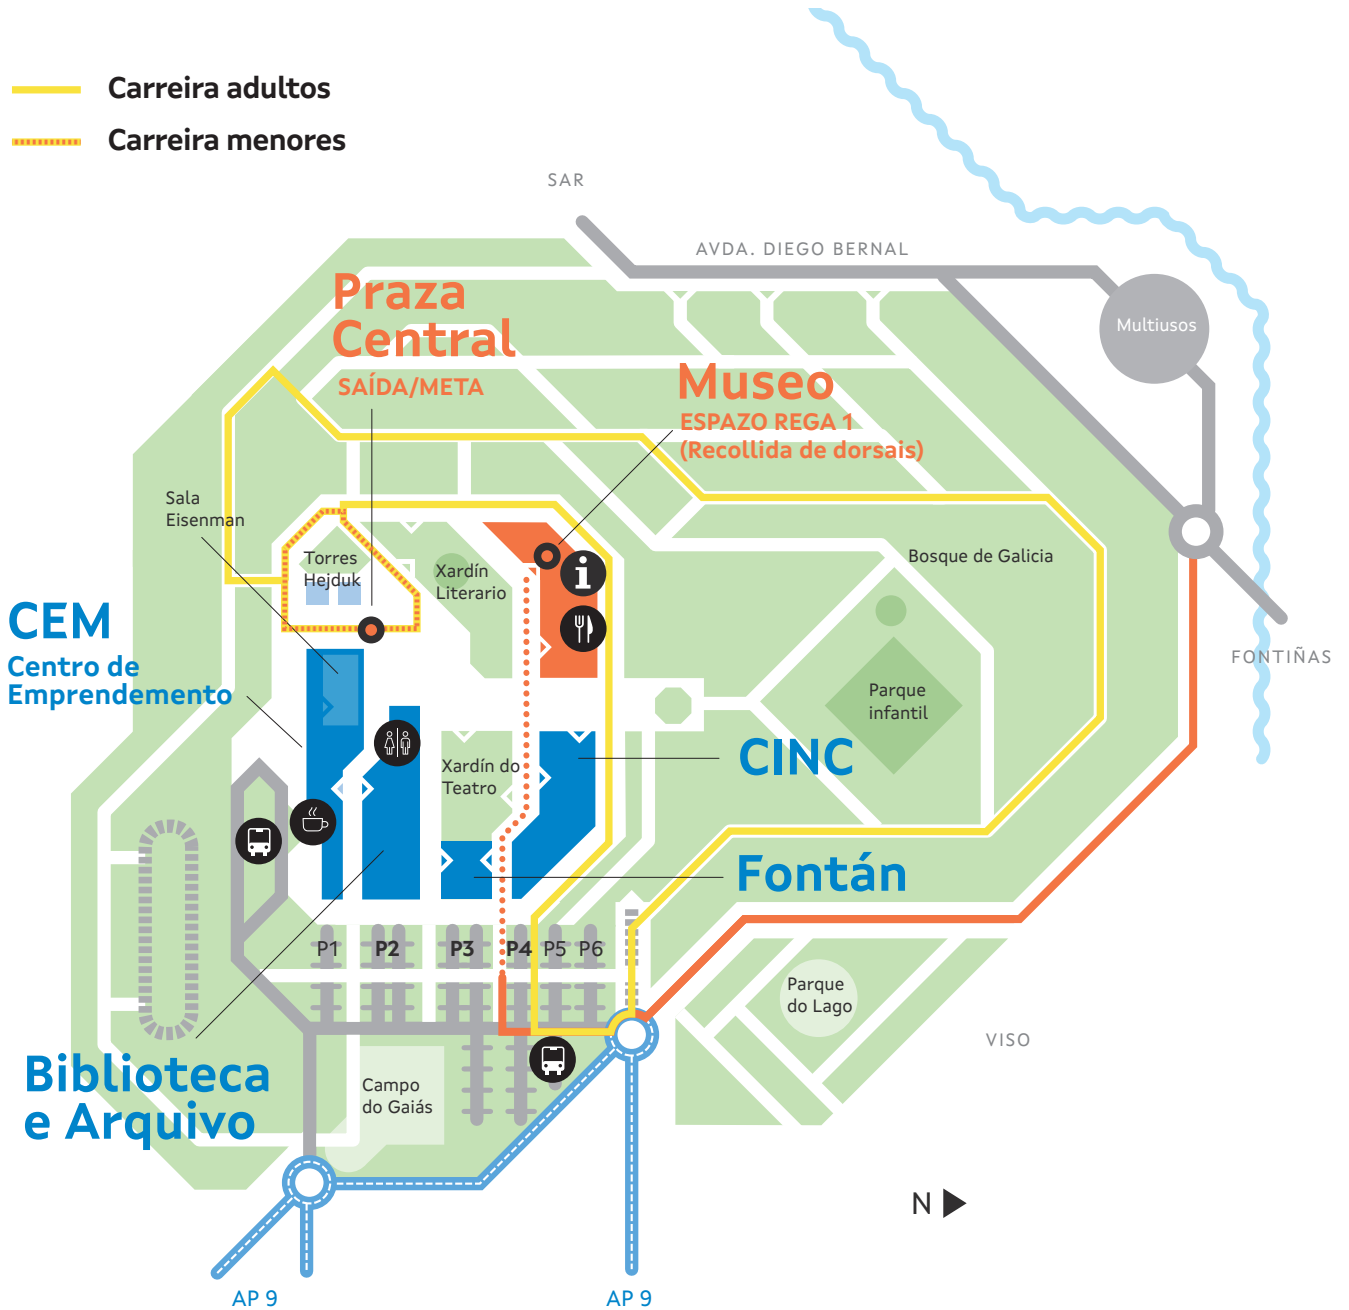 Carreira adultos
Carreira menores
SAR
AVDA. DIEGO BERNAL
Praza
Central
SAÍDA/META
Multiusos
Museo
ESPAZO REGA 1
(Recollida de dorsais)
Sala
Eisenman
Torres
Hejduk
Xardín
Literario
Bosque de Galicia
CEM
Centro de
Emprendemento
FONTIÑAS
Parque
infantil
CINC
Xardín do
Teatro
Fontán
P1
P2
P3
P4
P5
P6
Parque
do Lago
VISO
Biblioteca
e Arquivo
Campo
do Gaiás
N
AP 9
AP 9